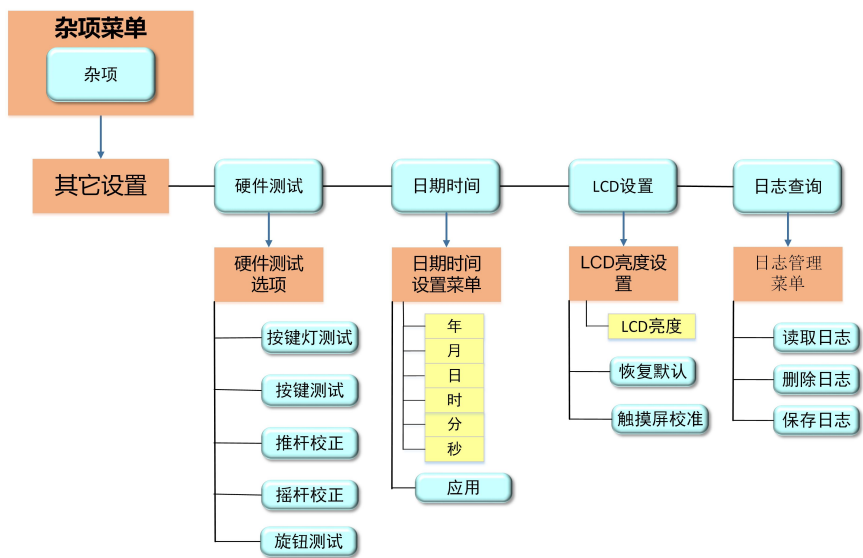 杂项菜单
杂项
其它设置
硬件测试
日期时间
LCD设置
日志查询
硬件测试
选项
按键灯测试
按键测试
推杆校正
摇杆校正
旋钮测试
日期时间
设置菜单
年
月
日
时
分
秒
应用
LCD亮度设
置
LCD亮度
恢复默认
触摸屏校准
日志管理
菜单
读取日志
删除日志
保存日志